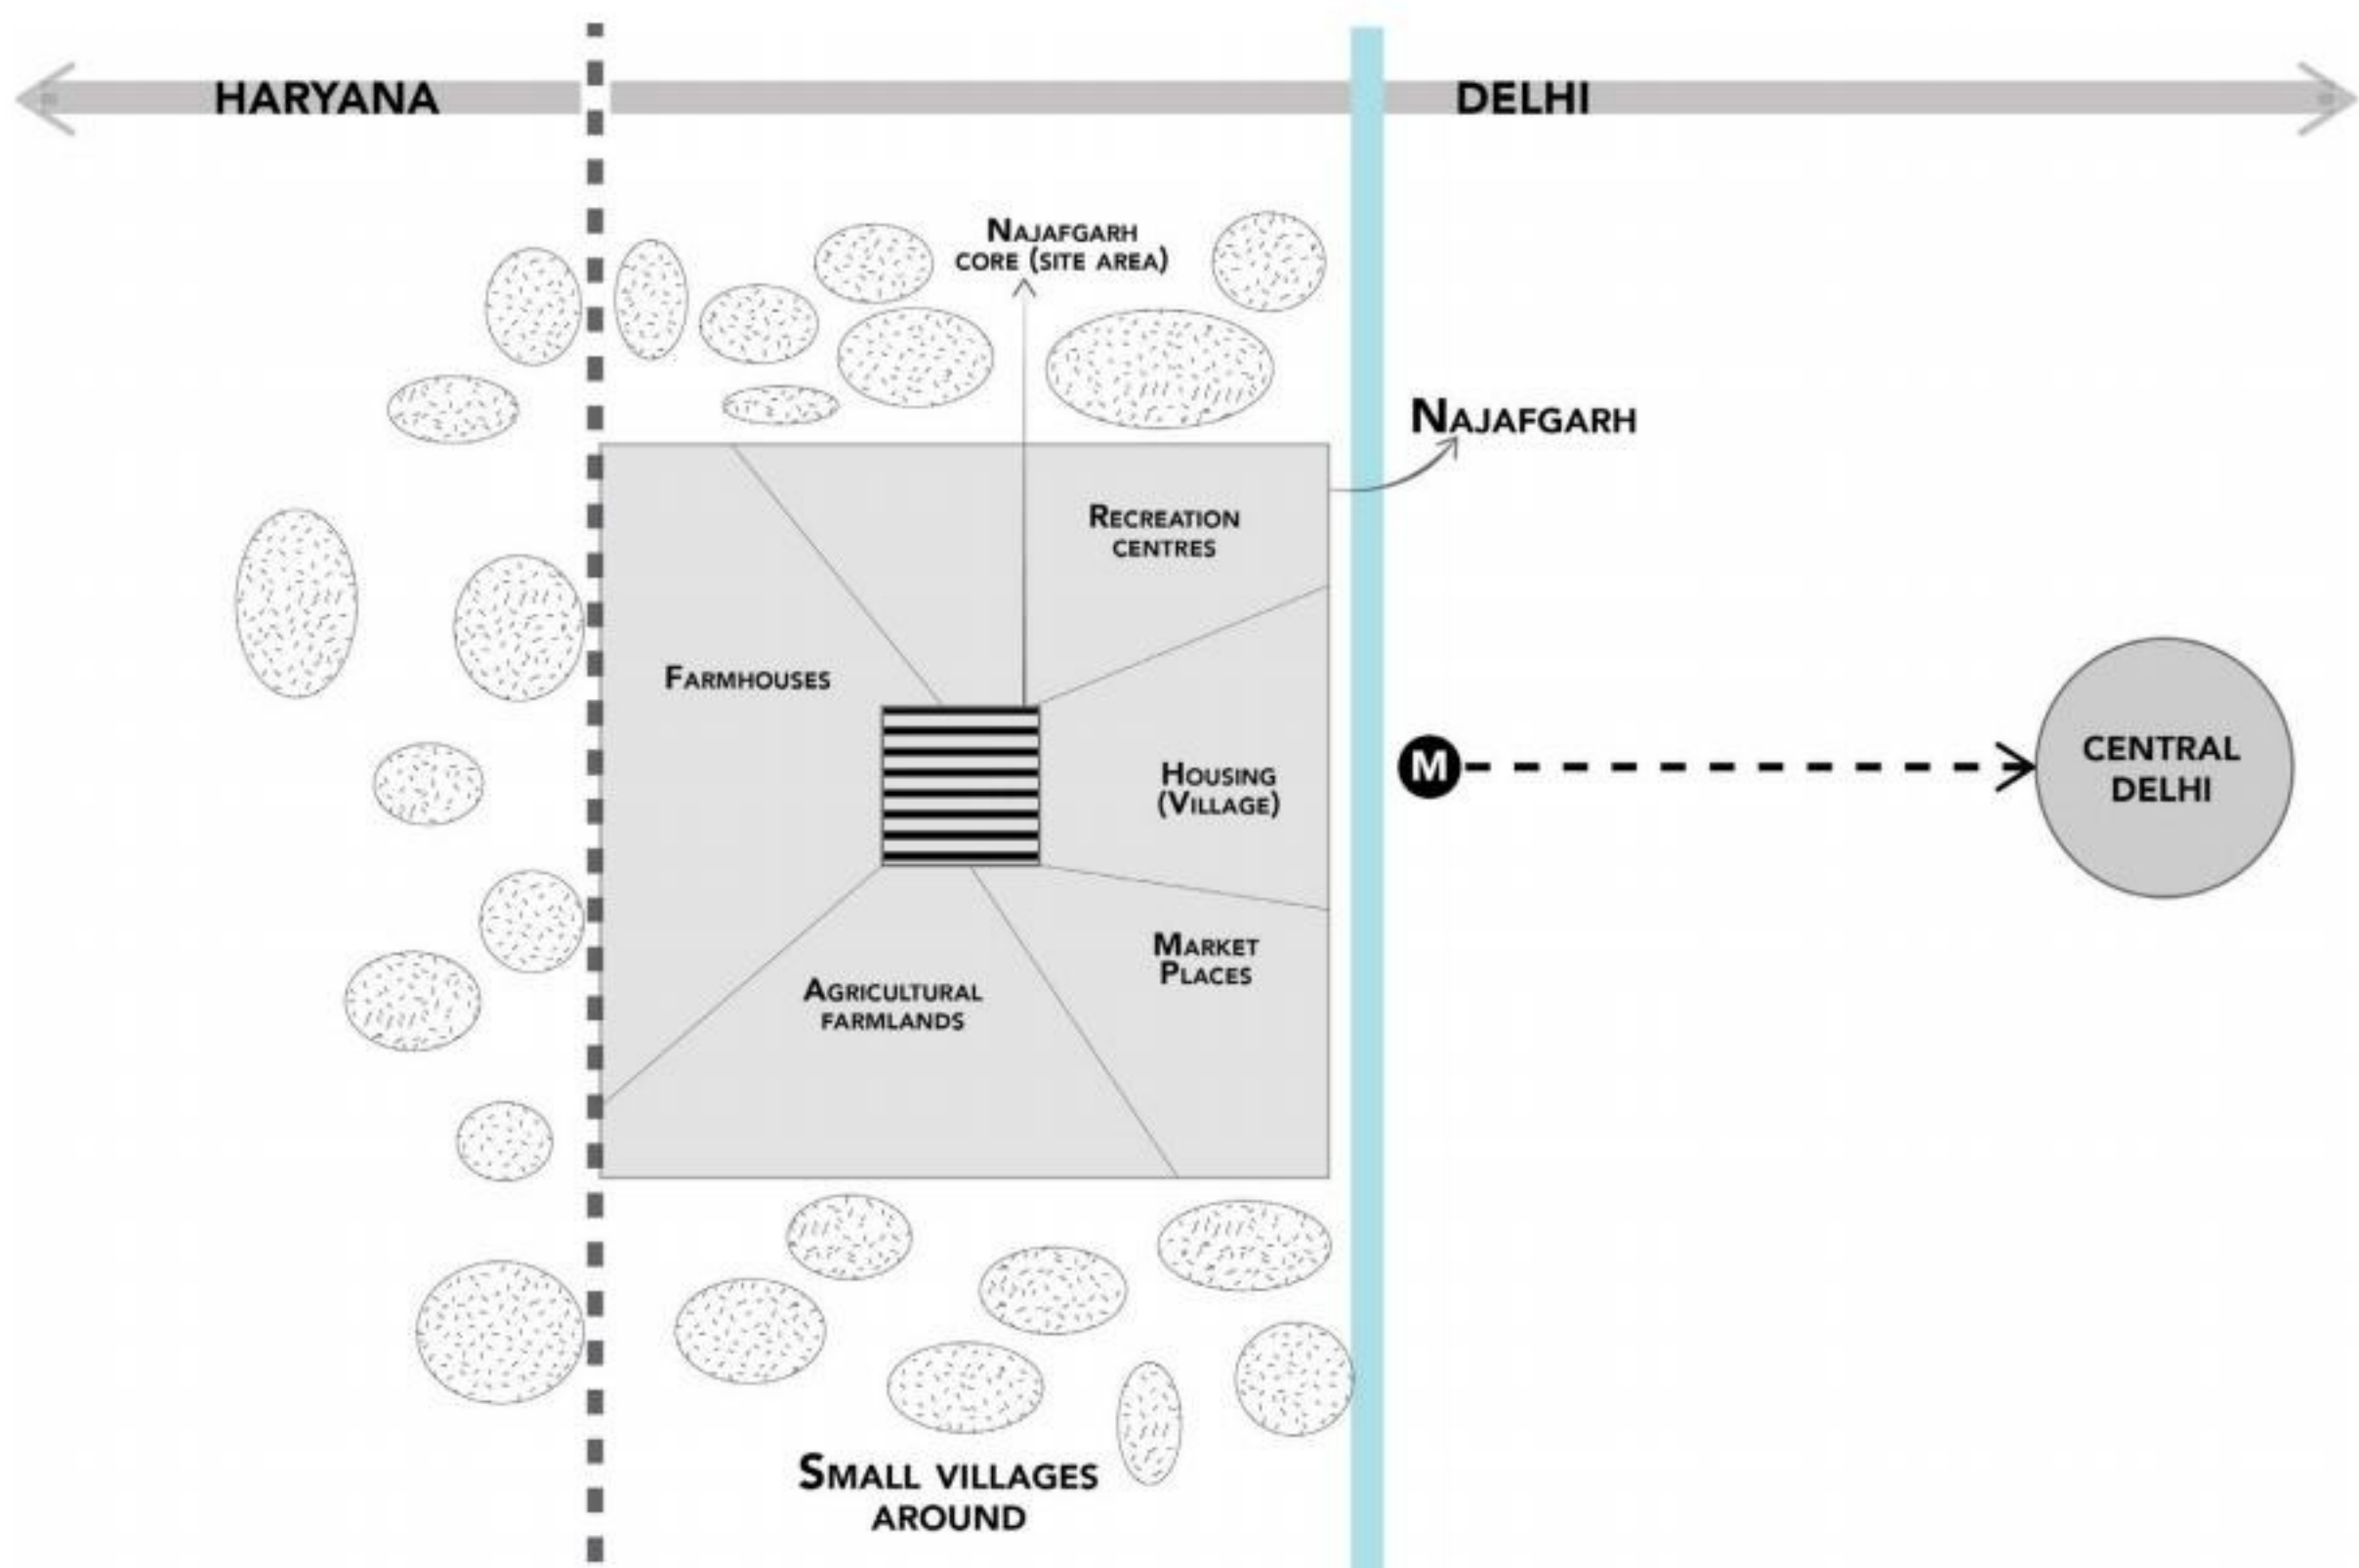 HARYANA
DELHI
NAJAFGARH
CORE (SITE AREA)
NAJAFGARH
RECREATION
CENTRES
FARMHOUSES
HOUSING
(VILLAGE)
M
CENTRAL
DELHI
MARKET
PLACES
AGRICULTURAL
FARMLANDS
SMALL VILLAGES
AROUND